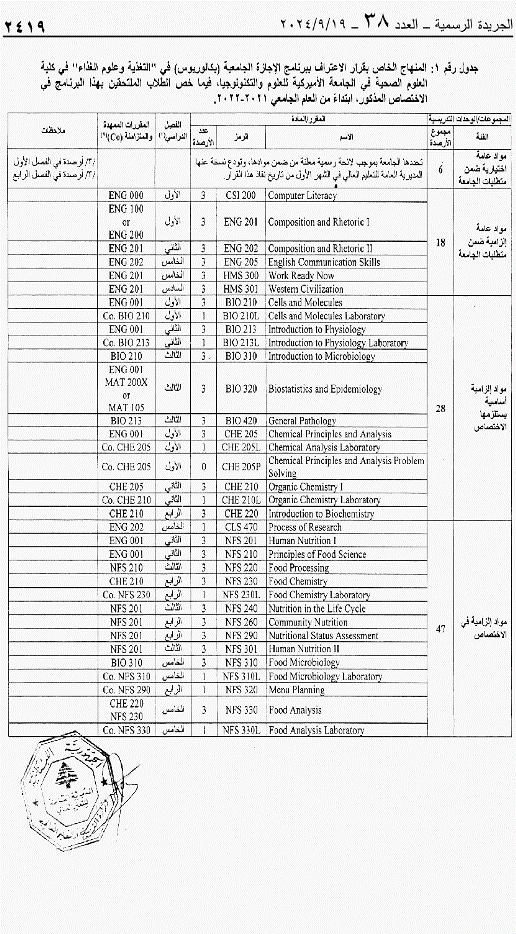 الجريدة الرسمية – العدد ٣٨ – ٢٠٢٤/٩/١٩
٢٤١٩
جدول رقم ١: المنهاج الخاص بقرار الاعتراف ببرنامج الإجازة الجامعية (بكالوريوس) في "التغذية وعلوم الغذاء" في كلية
العلوم الصحية في الجامعة الأميركية للعلوم والتكنولوجيا، فيما خص الطلاب الملتحقين بهذا البرنامج في
الاختصاص المذكور، ابتداءً من العام الجامعي ٢٠٢١-٢٠٢٢.
المجموعات/الوحدات التدريسية المقرر/المادة الفصل الدراسي(١) المقررات الممهدة والمتزامنة (Co)(٢) ملاحظات
الفئة مجموع الأرصدة الاسم الرمز عدد الأرصدة
مواد عامة اختيارية ضمن متطلبات الجامعة 6 تحددها الجامعة بموجب لائحة رسمية معلنة من ضمن موادها، وتودع نسخة عنها المديرية العامة للتعليم العالي في الشهر الأول من تاريخ نفاذ هذا القرار. /٣/ أرصدة في الفصل الأول
/٣/ أرصدة في الفصل الرابع
مواد عامة إلزامية ضمن متطلبات الجامعة 18
Computer Literacy CSI 200 3 الأول ENG 000
Composition and Rhetoric I ENG 201 3 الأول ENG 100 or ENG 200
Composition and Rhetoric II ENG 202 3 الثاني ENG 201
English Communication Skills ENG 205 3 الخامس ENG 202
Work Ready Now HMS 300 3 الخامس ENG 201
Western Civilization HMS 301 3 السادس ENG 201
مواد إلزامية أساسية يستلزمها الاختصاص 28
Cells and Molecules BIO 210 3 الأول ENG 001
Cells and Molecules Laboratory BIO 210L 1 الأول Co. BIO 210
Introduction to Physiology BIO 213 3 الثاني ENG 001
Introduction to Physiology Laboratory BIO 213L 1 الثاني Co. BIO 213
Introduction to Microbiology BIO 310 3 الثالث BIO 210
Biostatistics and Epidemiology BIO 320 3 الثالث ENG 001 MAT 200X or MAT 105
General Pathology BIO 420 3 الثالث BIO 213
Chemical Principles and Analysis CHE 205 3 الأول ENG 001
Chemical Analysis Laboratory CHE 205L 1 الأول Co. CHE 205
Chemical Principles and Analysis Problem Solving CHE 205P 0 الأول Co. CHE 205
Organic Chemistry I CHE 210 3 الثاني CHE 205
Organic Chemistry Laboratory CHE 210L 1 الثاني Co. CHE 210
Introduction to Biochemistry CHE 220 3 الرابع CHE 210
مواد إلزامية في الاختصاص 47
Process of Research CLS 470 1 الخامس ENG 202
Human Nutrition I NFS 201 3 الثاني ENG 001
Principles of Food Science NFS 210 3 الثاني ENG 001
Food Processing NFS 220 3 الثالث NFS 210
Food Chemistry NFS 230 3 الرابع CHE 210
Food Chemistry Laboratory NFS 230L 1 الرابع Co. NFS 230
Nutrition in the Life Cycle NFS 240 3 الثالث NFS 201
Community Nutrition NFS 260 3 الرابع NFS 201
Nutritional Status Assessment NFS 290 3 الرابع NFS 201
Human Nutrition II NFS 301 3 الثالث NFS 201
Food Microbiology NFS 310 3 الخامس BIO 310
Food Microbiology Laboratory NFS 310L 1 الخامس Co. NFS 310
Menu Planning NFS 320 1 الرابع Co. NFS 290
Food Analysis NFS 330 3 الخامس CHE 220 NFS 230
Food Analysis Laboratory NFS 330L 1 الخامس Co. NFS 330